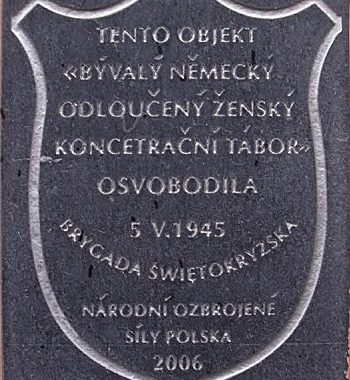 TENTO OBJEKT
«BÝVALÝ NĚMECKÝ
ODLOUČENÝ ŽENSKÝ
KONCETRAČNÍ TÁBOR»
OSVOBODILA
5 V.1945
BRYGADA ŚWIĘTOKRZYSKA
NÁRODNÍ OZBROJENÉ
SÍLY POLSKA
2006